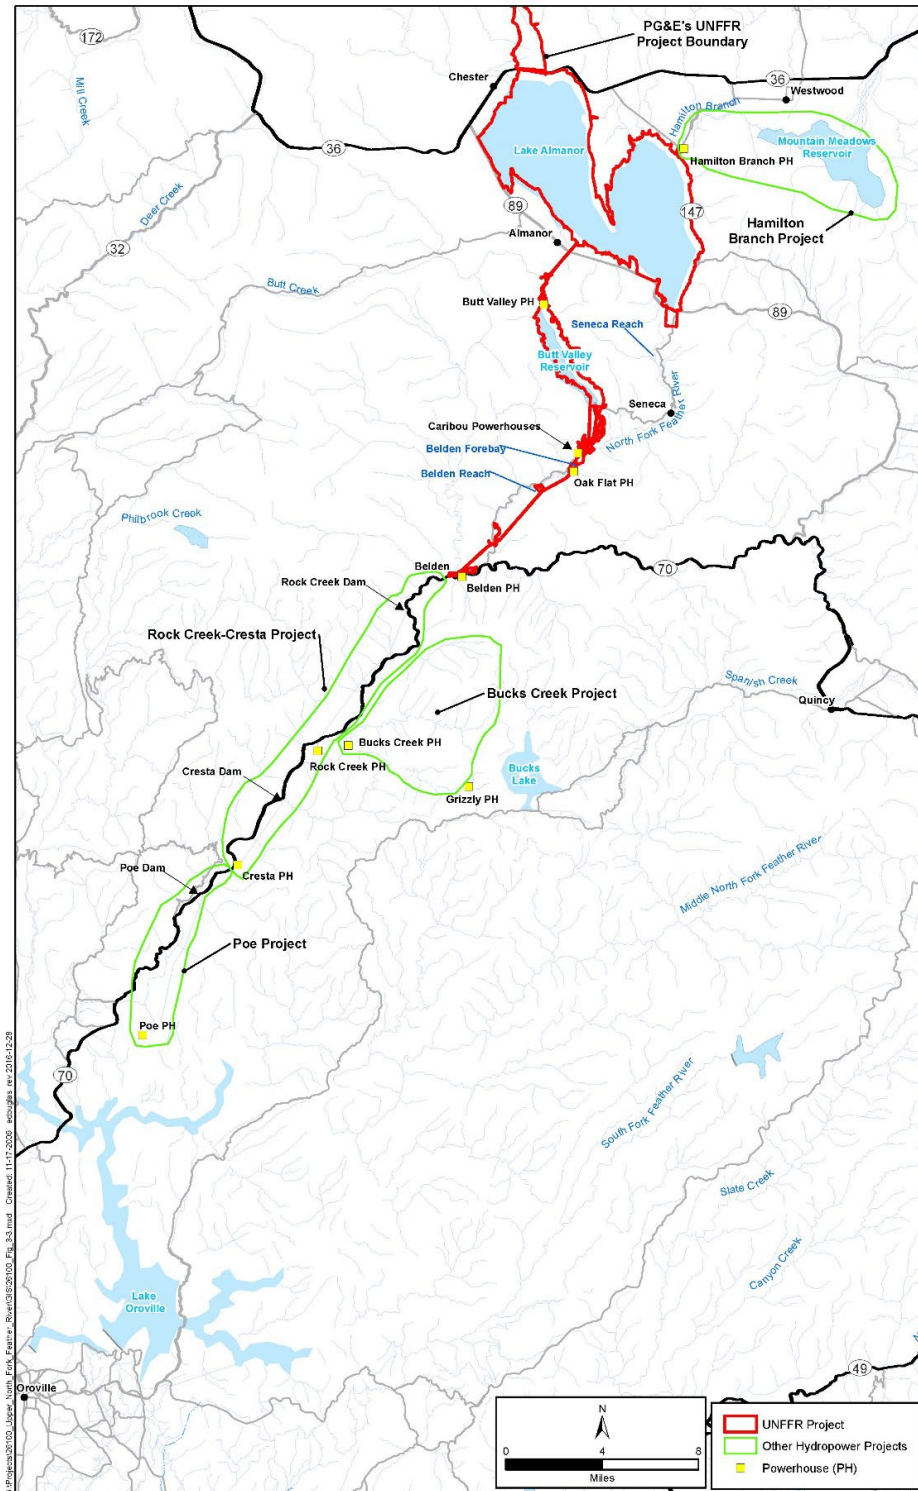 PG&E's UNFFR
Project Boundary
172
Chester
36
Westwood
Mill Creek
Hamilton Branch
Mountain Meadows
Reservoir
36
Lake Almanor
Hamilton Branch PH
Deer Creek
89
147
Hamilton
Branch Project
32
Almanor
Butt Creek
Butt Valley PH
Seneca Reach
89
Butt Valley
Reservoir
Seneca
North Fork Feather River
Caribou Powerhouses
Belden Forebay
Belden Reach
Oak Flat PH
Philbrook Creek
Belden
70
Rock Creek Dam
Belden PH
Rock Creek-Cresta Project
Spanish Creek
Bucks Creek Project
Quincy
Bucks Creek PH
Rock Creek PH
Cresta Dam
Bucks
Lake
Grizzly PH
Middle North Fork Feather River
Poe Dam
Cresta PH
Poe Project
Poe PH
70
South Fork Feather River
Slate Creek
Canyon Creek
Lake
Oroville
49
Oroville
N
0
4
8
Miles
UNFFR Project
Other Hydropower Projects
Powerhouse (PH)